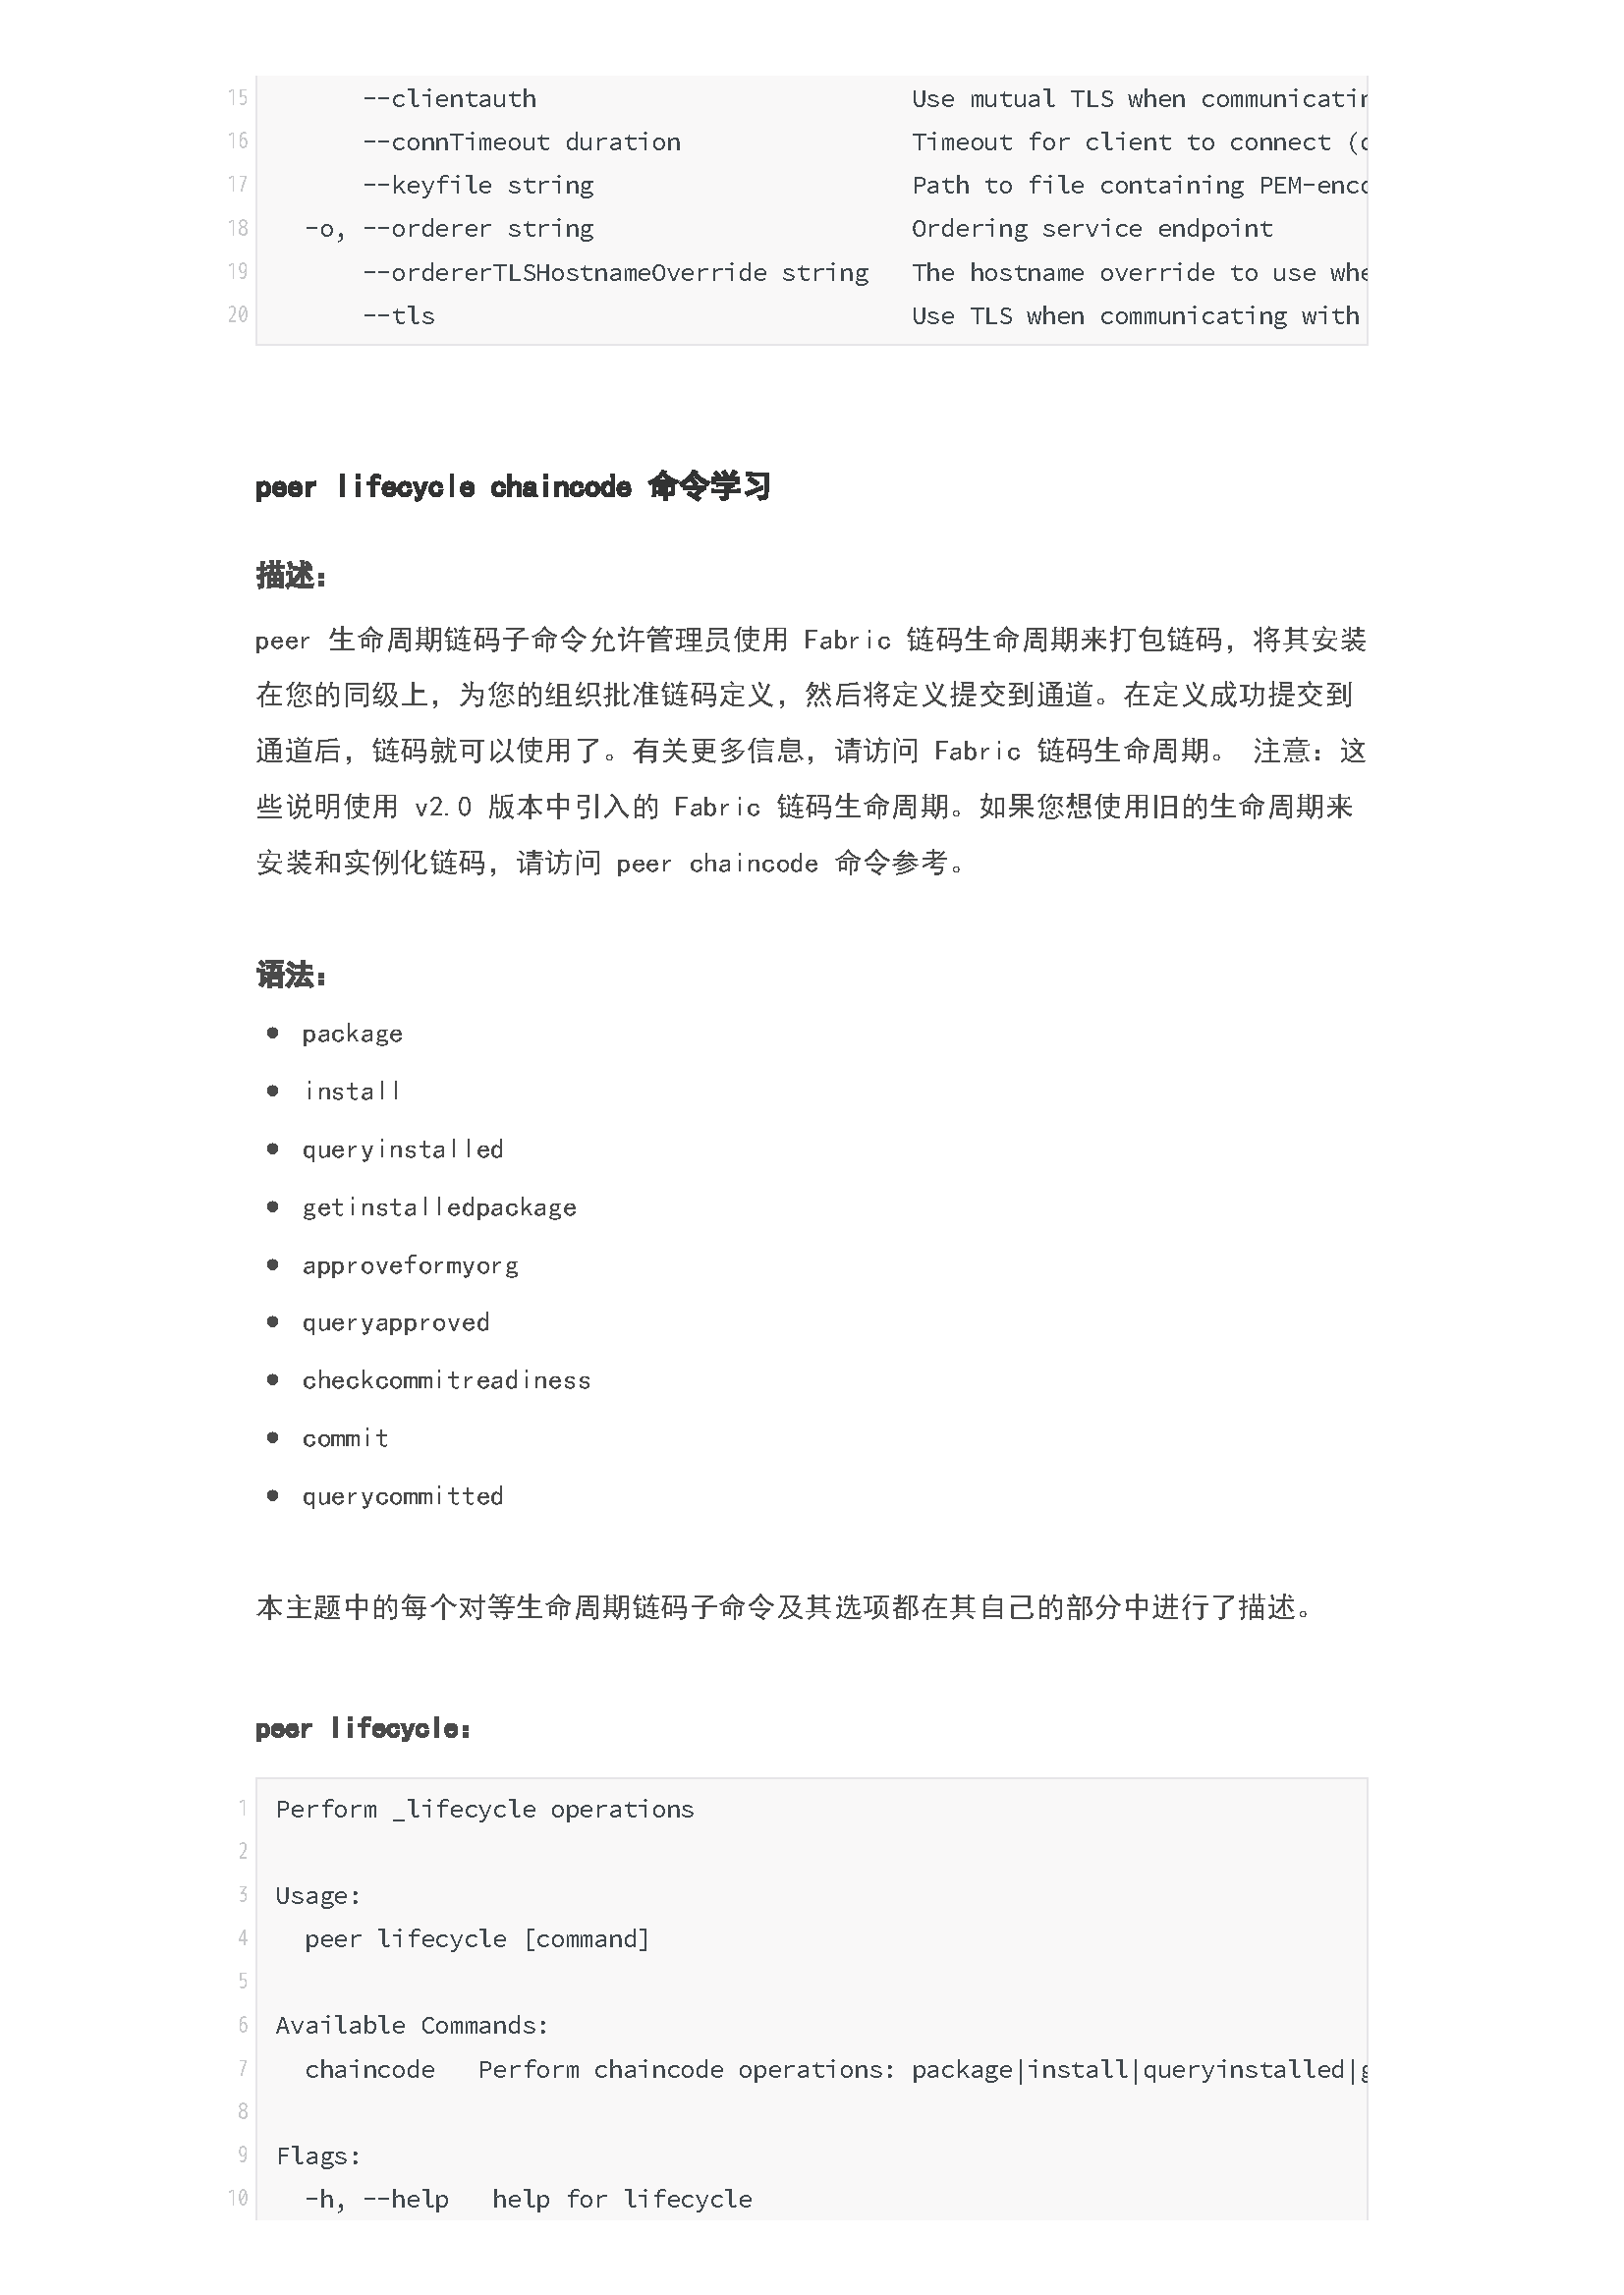 15 --clientauth Use mutual TLS when communicatin
16 --connTimeout duration Timeout for client to connect (
17 --keyfile string Path to file containing PEM-enco
18 -o, --orderer string Ordering service endpoint
19 --ordererTLSHostnameOverride string The hostname override to use whe
20 --tls Use TLS when communicating with
peer lifecycle chaincode 命令学习
描述：
peer 生命周期链码子命令允许管理员使用 Fabric 链码生命周期来打包链码，将其安装
在您的同级上，为您的组织批准链码定义，然后将定义提交到通道。在定义成功提交到
通道后，链码就可以使用了。有关更多信息，请访问 Fabric 链码生命周期。 注意：这
些说明使用 v2.0 版本中引入的 Fabric 链码生命周期。如果您想使用旧的生命周期来
安装和实例化链码，请访问 peer chaincode 命令参考。
语法：
• package
• install
• queryinstalled
• getinstalledpackage
• approveformyorg
• queryapproved
• checkcommitreadiness
• commit
• querycommitted
本主题中的每个对等生命周期链码子命令及其选项都在其自己的部分中进行了描述。
peer lifecycle：
1 Perform _lifecycle operations
2
3 Usage:
4 peer lifecycle [command]
5
6 Available Commands:
7 chaincode Perform chaincode operations: package|install|queryinstalled|g
8
9 Flags:
10 -h, --help help for lifecycle